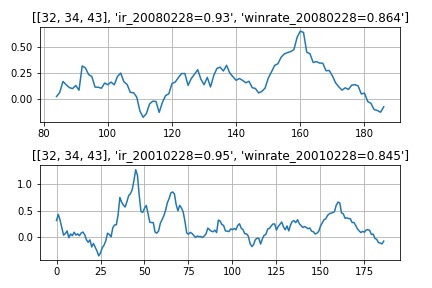 [[32, 34, 43], 'ir_20080228=0.93', 'winrate_20080228=0.864']
0.50
0.25
0.00
80 100 120 140 160 180
[[32, 34, 43], 'ir_20010228=0.95', 'winrate_20010228=0.845']
1.0
0.5
0.0
0 25 50 75 100 125 150 175